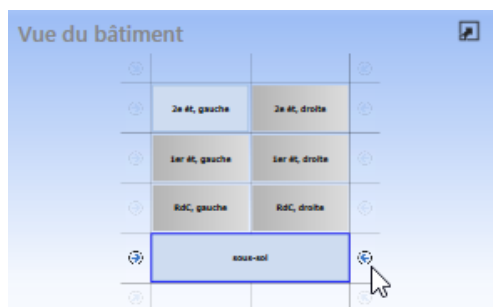 Vue du bâtiment
2e ét, gauche 2e ét, droite
1er ét, gauche 1er ét, droite
RdC, gauche RdC, droite
sous-sol